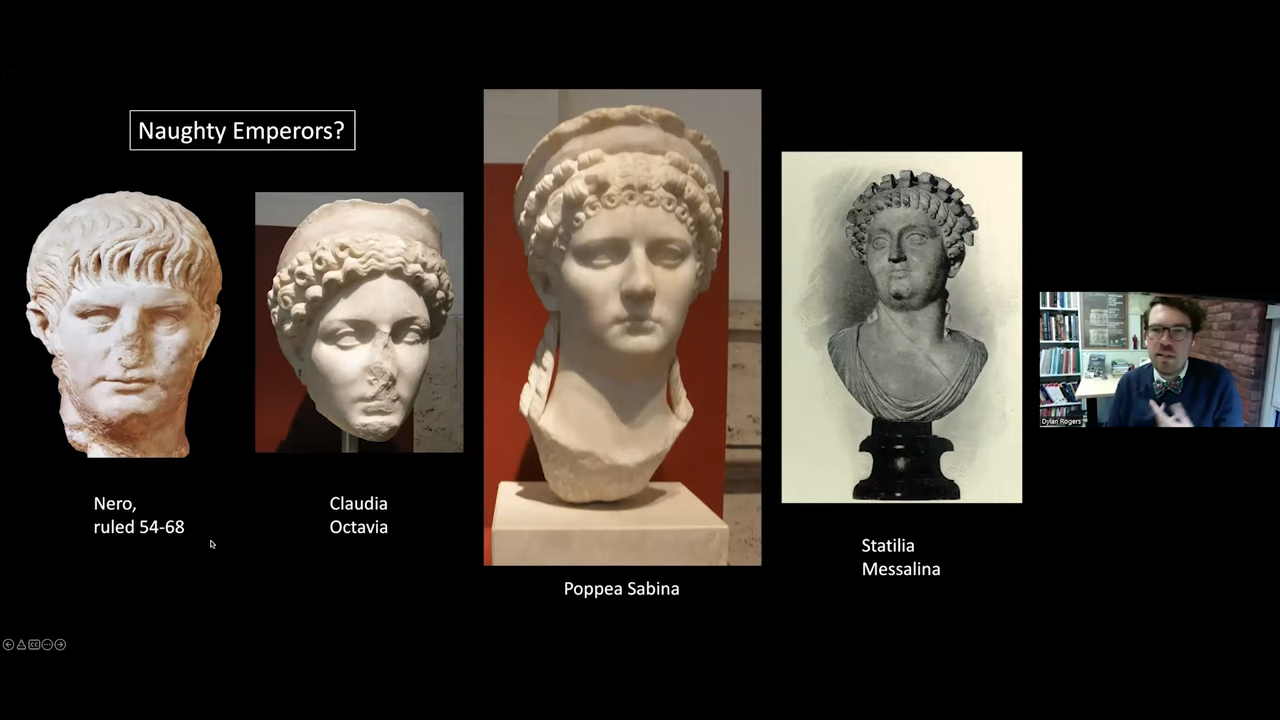 Naughty Emperors?
Nero,
ruled 54-68
Claudia
Octavia
Poppea Sabina
Statilia
Messalina
Dylan Rogers